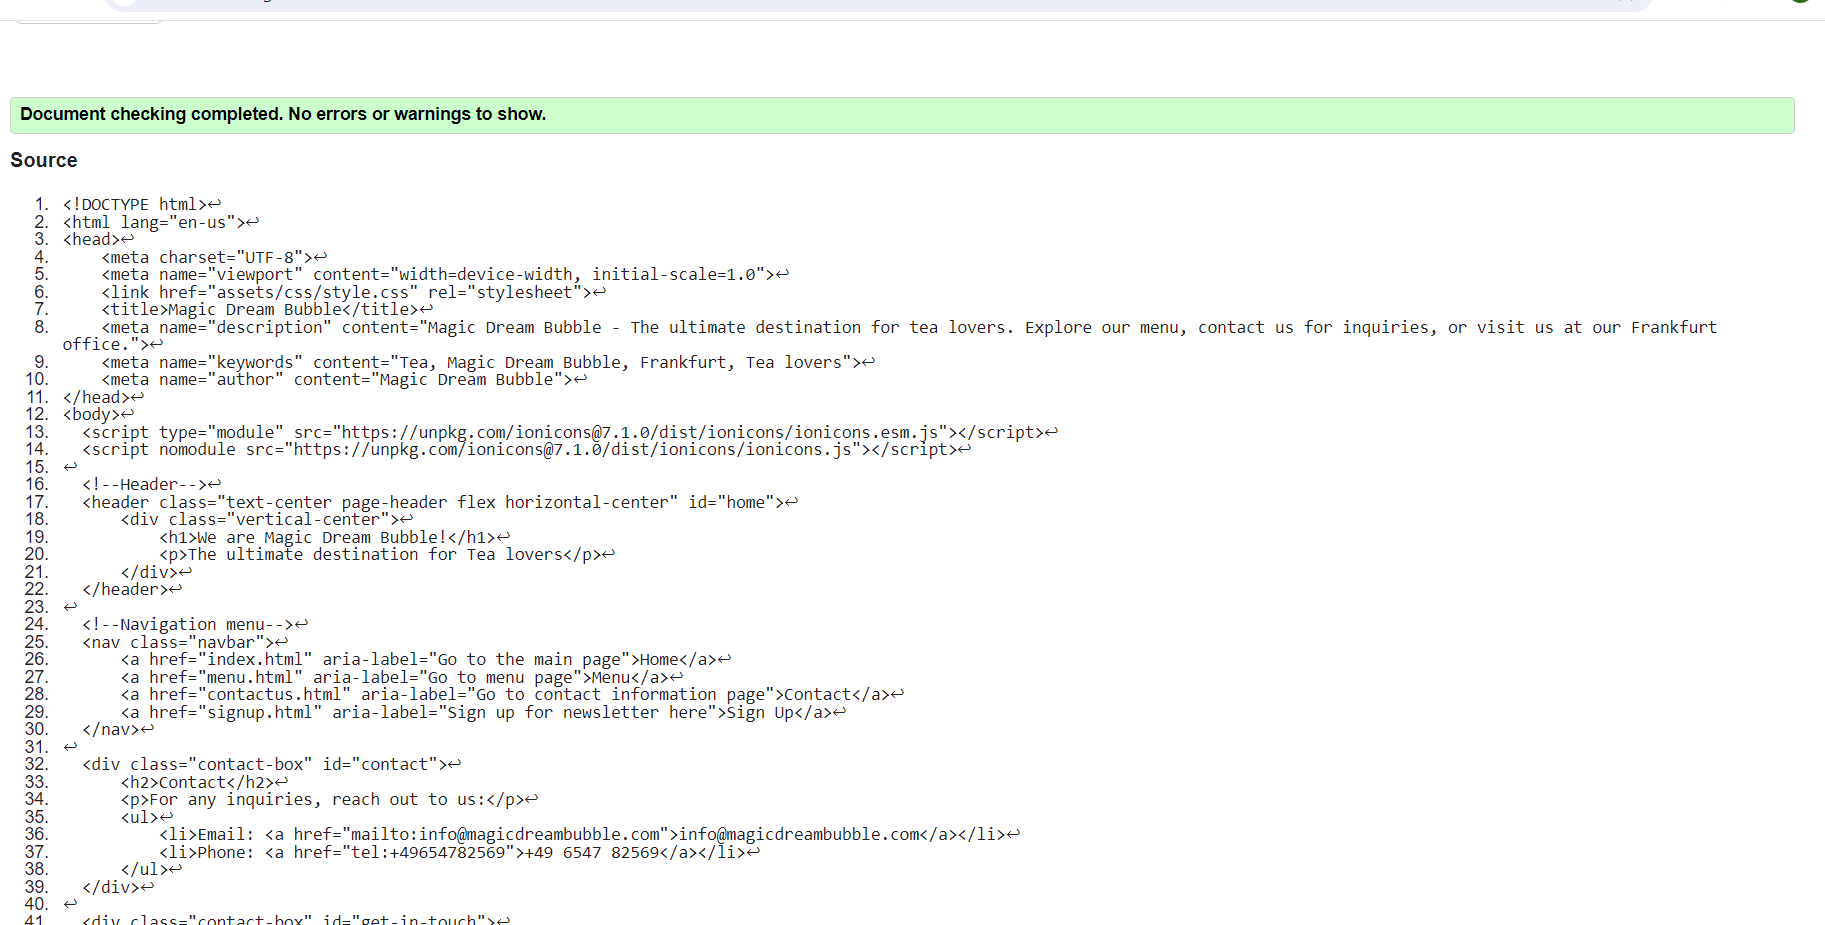 Document checking completed. No errors or warnings to show.
Source
1. <!DOCTYPE html>↩
2. <html lang="en-us">↩
3. <head>↩
4.     <meta charset="UTF-8">↩
5.     <meta name="viewport" content="width=device-width, initial-scale=1.0">↩
6.     <link href="assets/css/style.css" rel="stylesheet">↩
7.     <title>Magic Dream Bubble</title>↩
8.     <meta name="description" content="Magic Dream Bubble - The ultimate destination for tea lovers. Explore our menu, contact us for inquiries, or visit us at our Frankfurt
office.">↩
9.     <meta name="keywords" content="Tea, Magic Dream Bubble, Frankfurt, Tea lovers">↩
10.     <meta name="author" content="Magic Dream Bubble">↩
11. </head>↩
12. <body>↩
13.   <script type="module" src="https://unpkg.com/ionicons@7.1.0/dist/ionicons/ionicons.esm.js"></script>↩
14.   <script nomodule src="https://unpkg.com/ionicons@7.1.0/dist/ionicons/ionicons.js"></script>↩
15. ↩
16.   <!--Header-->↩
17.   <header class="text-center page-header flex horizontal-center" id="home">↩
18.       <div class="vertical-center">↩
19.           <h1>We are Magic Dream Bubble!</h1>↩
20.           <p>The ultimate destination for Tea lovers</p>↩
21.       </div>↩
22.   </header>↩
23. ↩
24.   <!--Navigation menu-->↩
25.   <nav class="navbar">↩
26.       <a href="index.html" aria-label="Go to the main page">Home</a>↩
27.       <a href="menu.html" aria-label="Go to menu page">Menu</a>↩
28.       <a href="contactus.html" aria-label="Go to contact information page">Contact</a>↩
29.       <a href="signup.html" aria-label="Sign up for newsletter here">Sign Up</a>↩
30.   </nav>↩
31. ↩
32.   <div class="contact-box" id="contact">↩
33.       <h2>Contact</h2>↩
34.       <p>For any inquiries, reach out to us:</p>↩
35.       <ul>↩
36.           <li>Email: <a href="mailto:info@magicdreambubble.com">info@magicdreambubble.com</a></li>↩
37.           <li>Phone: <a href="tel:+49654782569">+49 6547 82569</a></li>↩
38.       </ul>↩
39.   </div>↩
40. ↩
41.   <div class="contact-box" id="get-in-touch">↩